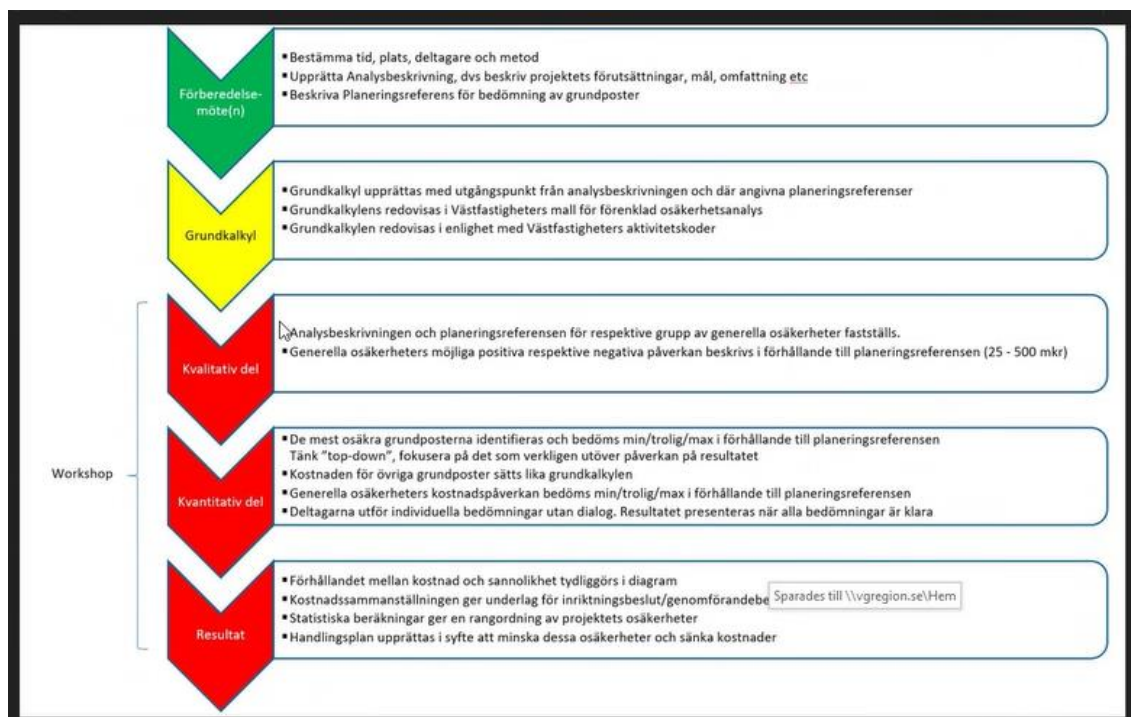 Förberedelse-
möte(n)
▪ Bestämma tid, plats, deltagare och metod
▪ Upprätta Analysbeskrivning, dvs beskriv projektets förutsättningar, mål, omfattning etc
▪ Beskriva Planeringsreferens för bedömning av grundposter
Grundkalkyl
▪ Grundkalkyl upprättas med utgångspunkt från analysbeskrivningen och där angivna planeringsreferenser
▪ Grundkalkylens redovisas i Västfastigheters mall för förenklad osäkerhetsanalys
▪ Grundkalkylen redovisas i enlighet med Västfastigheters aktivitetskoder
Workshop
Kvalitativ del
Analysbeskrivningen och planeringsreferensen för respektive grupp av generella osäkerheter fastställs.
▪ Generella osäkerheters möjliga positiva respektive negativa påverkan beskrivs i förhållande till planeringsreferensen (25 - 500 mkr)
Kvantitativ del
▪ De mest osäkra grundposterna identifieras och bedöms min/trolig/max i förhållande till planeringsreferensen
Tänk "top-down", fokusera på det som verkligen utöver påverkan på resultatet
▪ Kostnaden för övriga grundposter sätts lika grundkalkylen
▪ Generella osäkerheters kostnadspåverkan bedöms min/trolig/max i förhållande till planeringsreferensen
▪ Deltagarna utför individuella bedömningar utan dialog. Resultatet presenteras när alla bedömningar är klara
Resultat
▪ Förhållandet mellan kostnad och sannolikhet tydliggörs i diagram
▪ Kostnadssammanställningen ger underlag för inriktningsbeslut/genomförandebe
Sparades till \\vgregion.se\Hem
▪ Statistiska beräkningar ger en rangordning av projektets osäkerheter
▪ Handlingsplan upprättas i syfte att minska dessa osäkerheter och sänka kostnader